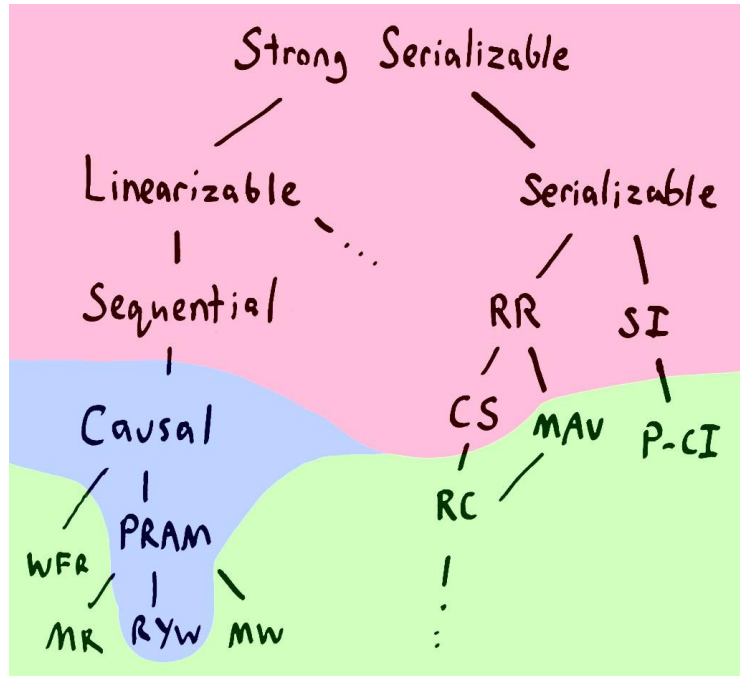 Strong Serializable
Linearizable
Serializable
...
Sequential
RR
SI
Causal
CS
MAV
P-CI
RC
PRAM
WFR
MR
RYW
MW